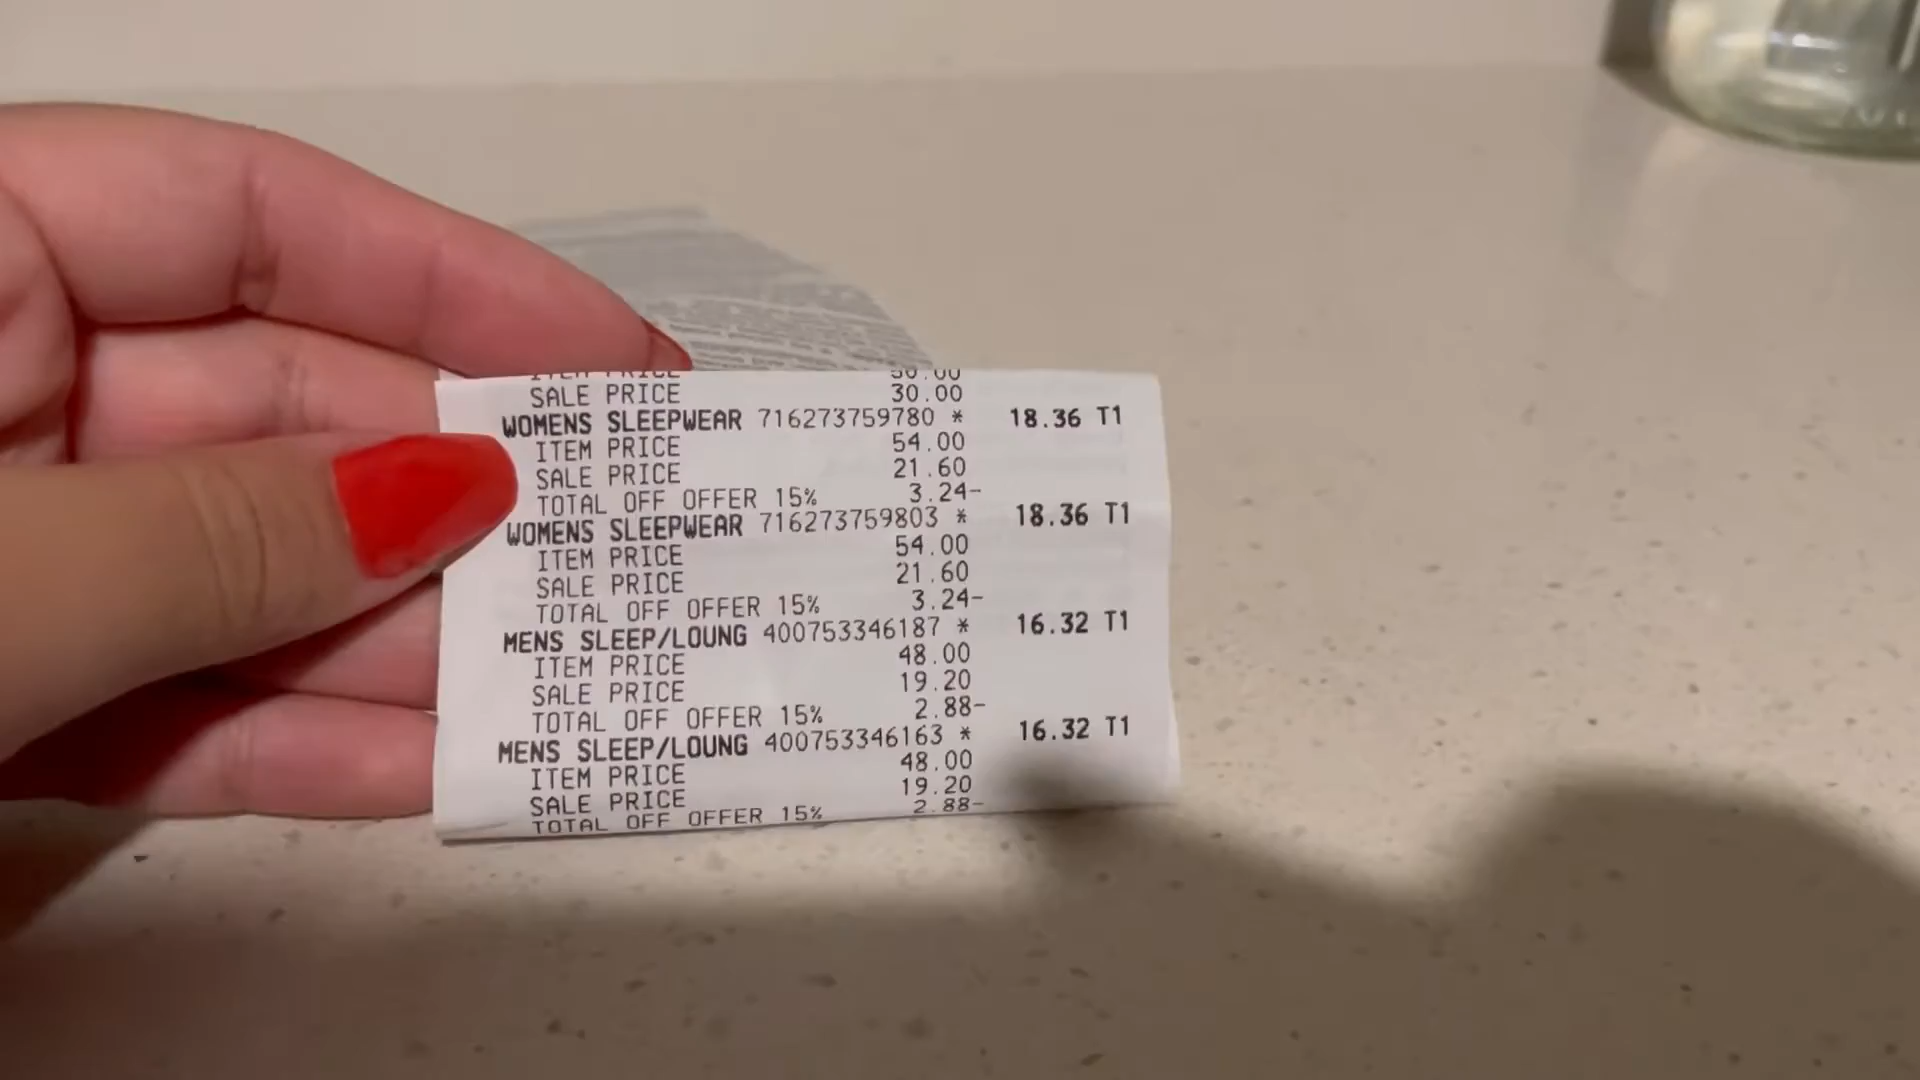 ITEM PRICE 50.00
SALE PRICE 30.00
WOMENS SLEEPWEAR 716273759780 * 18.36 T1
ITEM PRICE 54.00
SALE PRICE 21.60
TOTAL OFF OFFER 15% 3.24-
WOMENS SLEEPWEAR 716273759803 * 18.36 T1
ITEM PRICE 54.00
SALE PRICE 21.60
TOTAL OFF OFFER 15% 3.24-
MENS SLEEP/LOUNG 400753346187 * 16.32 T1
ITEM PRICE 48.00
SALE PRICE 19.20
TOTAL OFF OFFER 15% 2.88-
MENS SLEEP/LOUNG 400753346163 * 16.32 T1
ITEM PRICE 48.00
SALE PRICE 19.20
TOTAL OFF OFFER 15% 2.88-